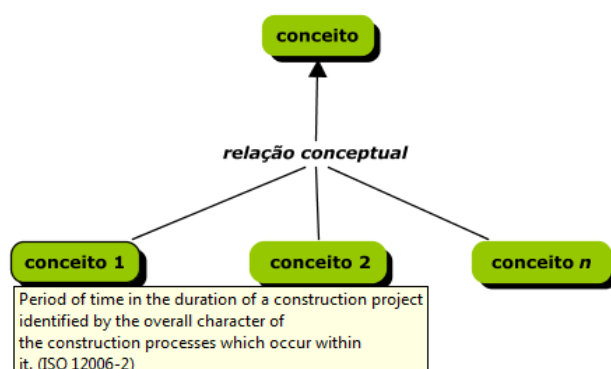 conceito
relação conceptual
conceito 1
conceito 2
conceito n
Period of time in the duration of a construction project
identified by the overall character of
the construction processes which occur within
it. (ISO 12006-2)